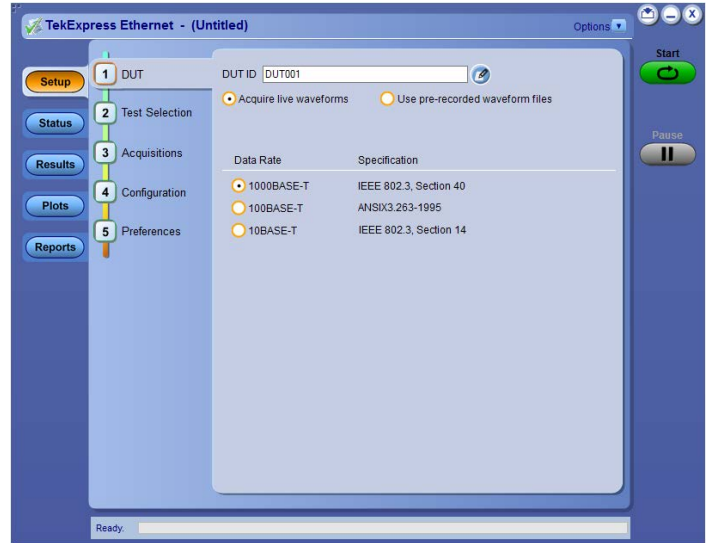 TekExpress Ethernet - (Untitled)
Options
Start
Pause
Setup
Status
Results
Plots
Reports
1 DUT
2 Test Selection
3 Acquisitions
4 Configuration
5 Preferences
DUT ID DUT001
Acquire live waveforms Use pre-recorded waveform files
Data Rate Specification
1000BASE-T IEEE 802.3, Section 40
100BASE-T ANSIX3.263-1995
10BASE-T IEEE 802.3, Section 14
Ready.